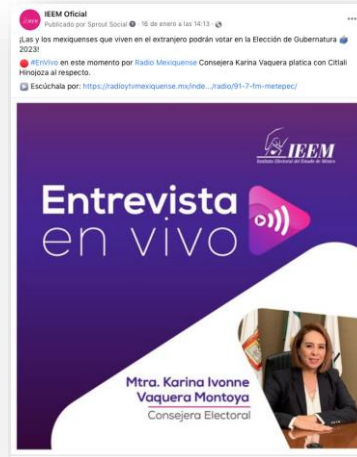 IEEM Oficial
Publicado por Sprout Social · 16 de enero a las 14:13 ·
¡Las y los mexiquenses que viven en el extranjero podrán votar en la Elección de Gubernatura 🗳
2023!
🔴 #EnVivo en este momento por Radio Mexiquense Consejera Karina Vaquera platica con Citlali
Hinojoza al respecto.
▶ Escúchala por: https://radioytvmexiquense.mx/inde.../radio/91-7-fm-metepec/
IEEM
Instituto Electoral del Estado de México
Entrevista
en vivo
Mtra. Karina Ivonne
Vaquera Montoya
Consejera Electoral